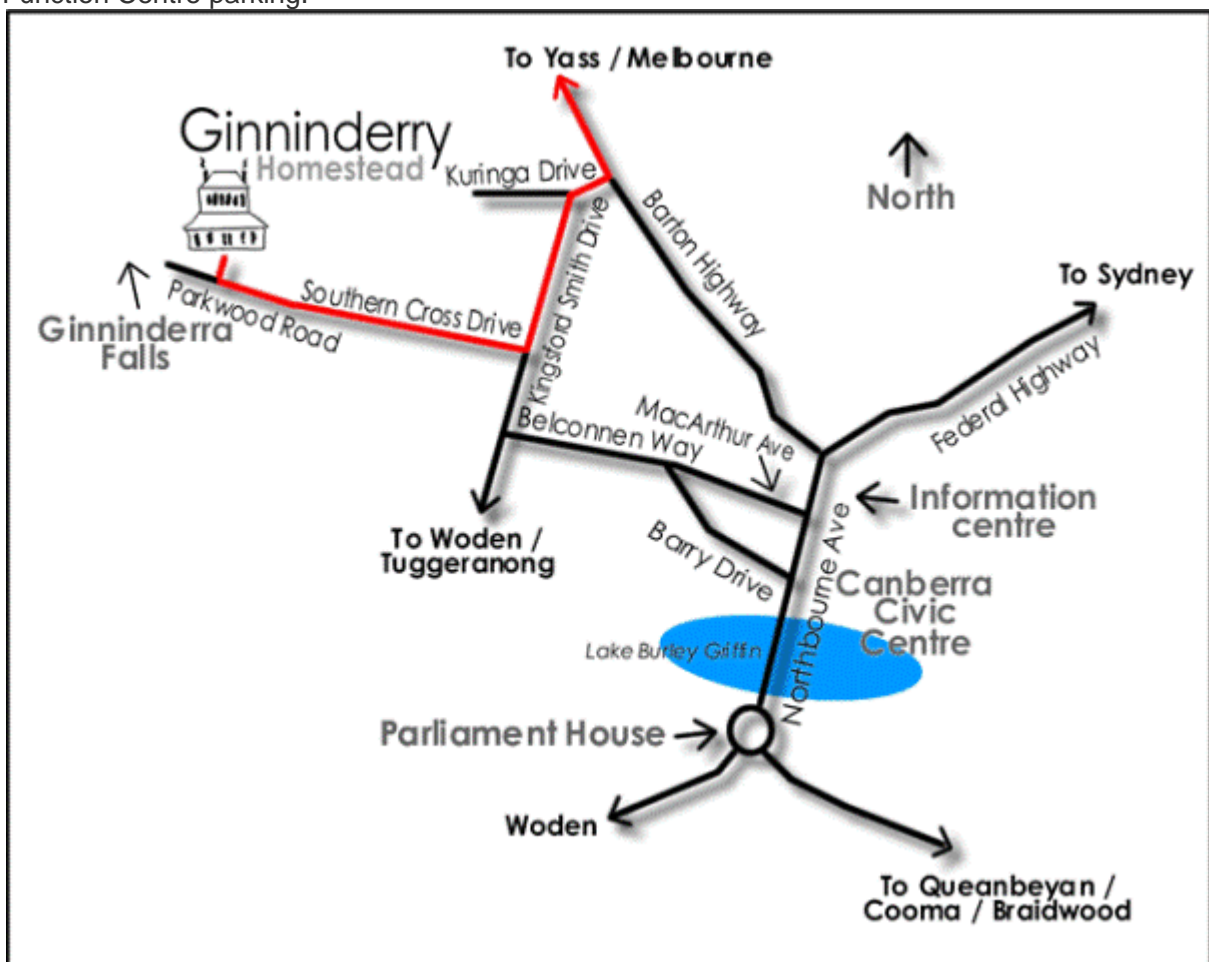 Function Centre parking.
To Yass / Melbourne
Ginninderry
Homestead
Kuringa Drive
North
Barton Highway
Kingsford Smith Drive
To Sydney
Southern Cross Drive
Parkwood Road
Ginninderra
Falls
Federal Highway
MacArthur Ave
Belconnen Way
Information
centre
To Woden /
Tuggeranong
Barry Drive
Northbourne Ave
Canberra
Civic
Centre
Lake Burley Griffin
Parliament House
Woden
To Queanbeyan /
Cooma / Braidwood